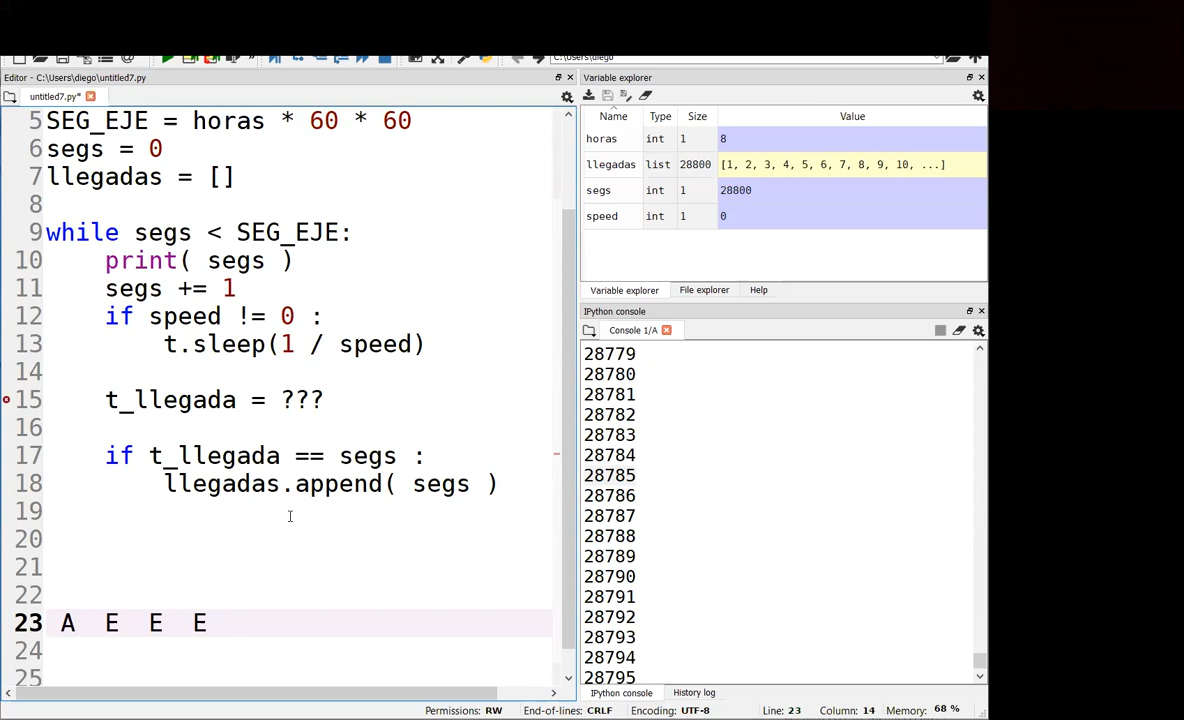 C:\Users\diego
Editor - C:\Users\diego\untitled7.py
untitled7.py*
5 SEG_EJE = horas * 60 * 60
6 segs = 0
7 llegadas = []
8
9 while segs < SEG_EJE:
10 print( segs )
11 segs += 1
12 if speed != 0 :
13 t.sleep(1 / speed)
14
15 t_llegada = ???
16
17 if t_llegada == segs :
18 llegadas.append( segs )
19
20
21
22
23 A E E E
24
25
Variable explorer
Name Type Size Value
horas int 1 8
llegadas list 28800 [1, 2, 3, 4, 5, 6, 7, 8, 9, 10, ...]
segs int 1 28800
speed int 1 0
Variable explorer File explorer Help
IPython console
Console 1/A
28779
28780
28781
28782
28783
28784
28785
28786
28787
28788
28789
28790
28791
28792
28793
28794
28795
IPython console History log
Permissions: RW End-of-lines: CRLF Encoding: UTF-8 Line: 23 Column: 14 Memory: 68 %